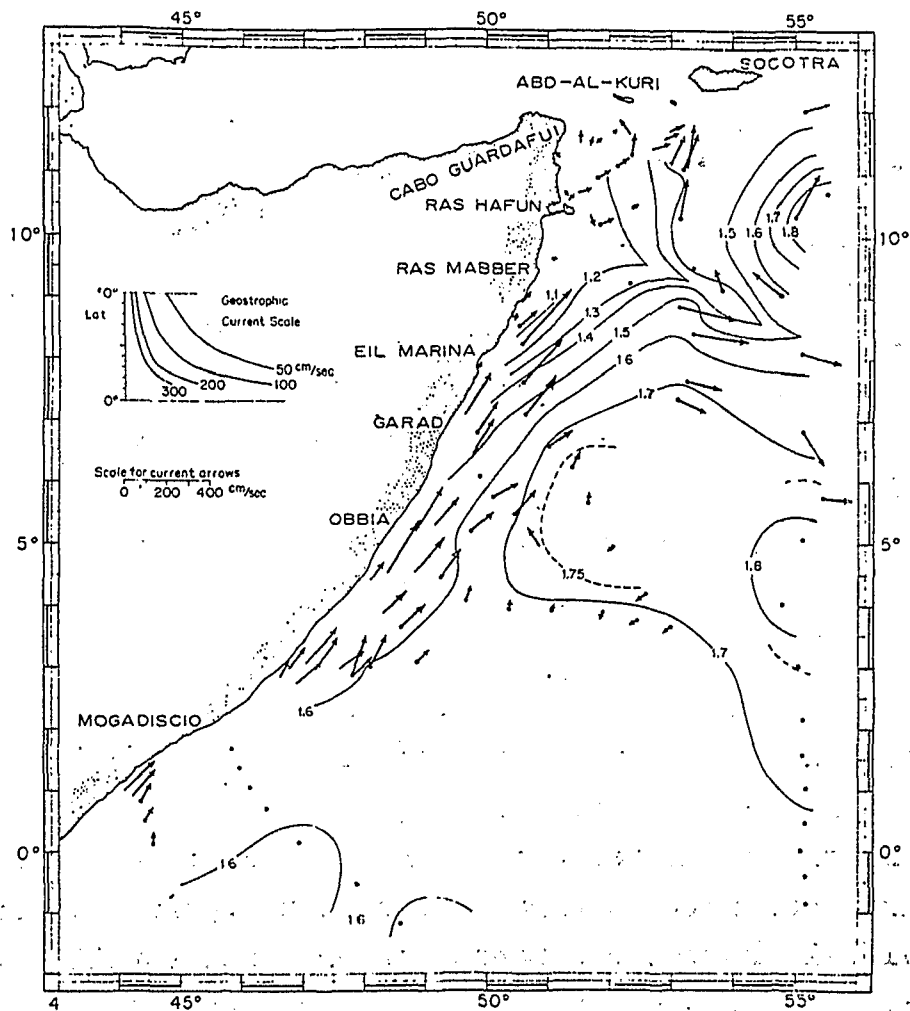 45°
50°
55°
SOCOTRA
ABD-AL-KURI
CABO GUARDAFUI
RAS HAFUN
10°
10°
1.5
1.6
1.7
1.8
RAS MABBER
1.2
1.1
1.3
1.4
1.5
1.6
1.7
Lat
Geostrophic
Current Scale
50 cm/sec
100
200
300
0°
EIL MARINA
GARAD
Scale for current arrows
0 200 400 cm/sec
OBBIA
5°
5°
1.75
1.8
1.7
1.6
MOGADISCIO
0°
0°
1.6
1.6
4
45°
50°
55°